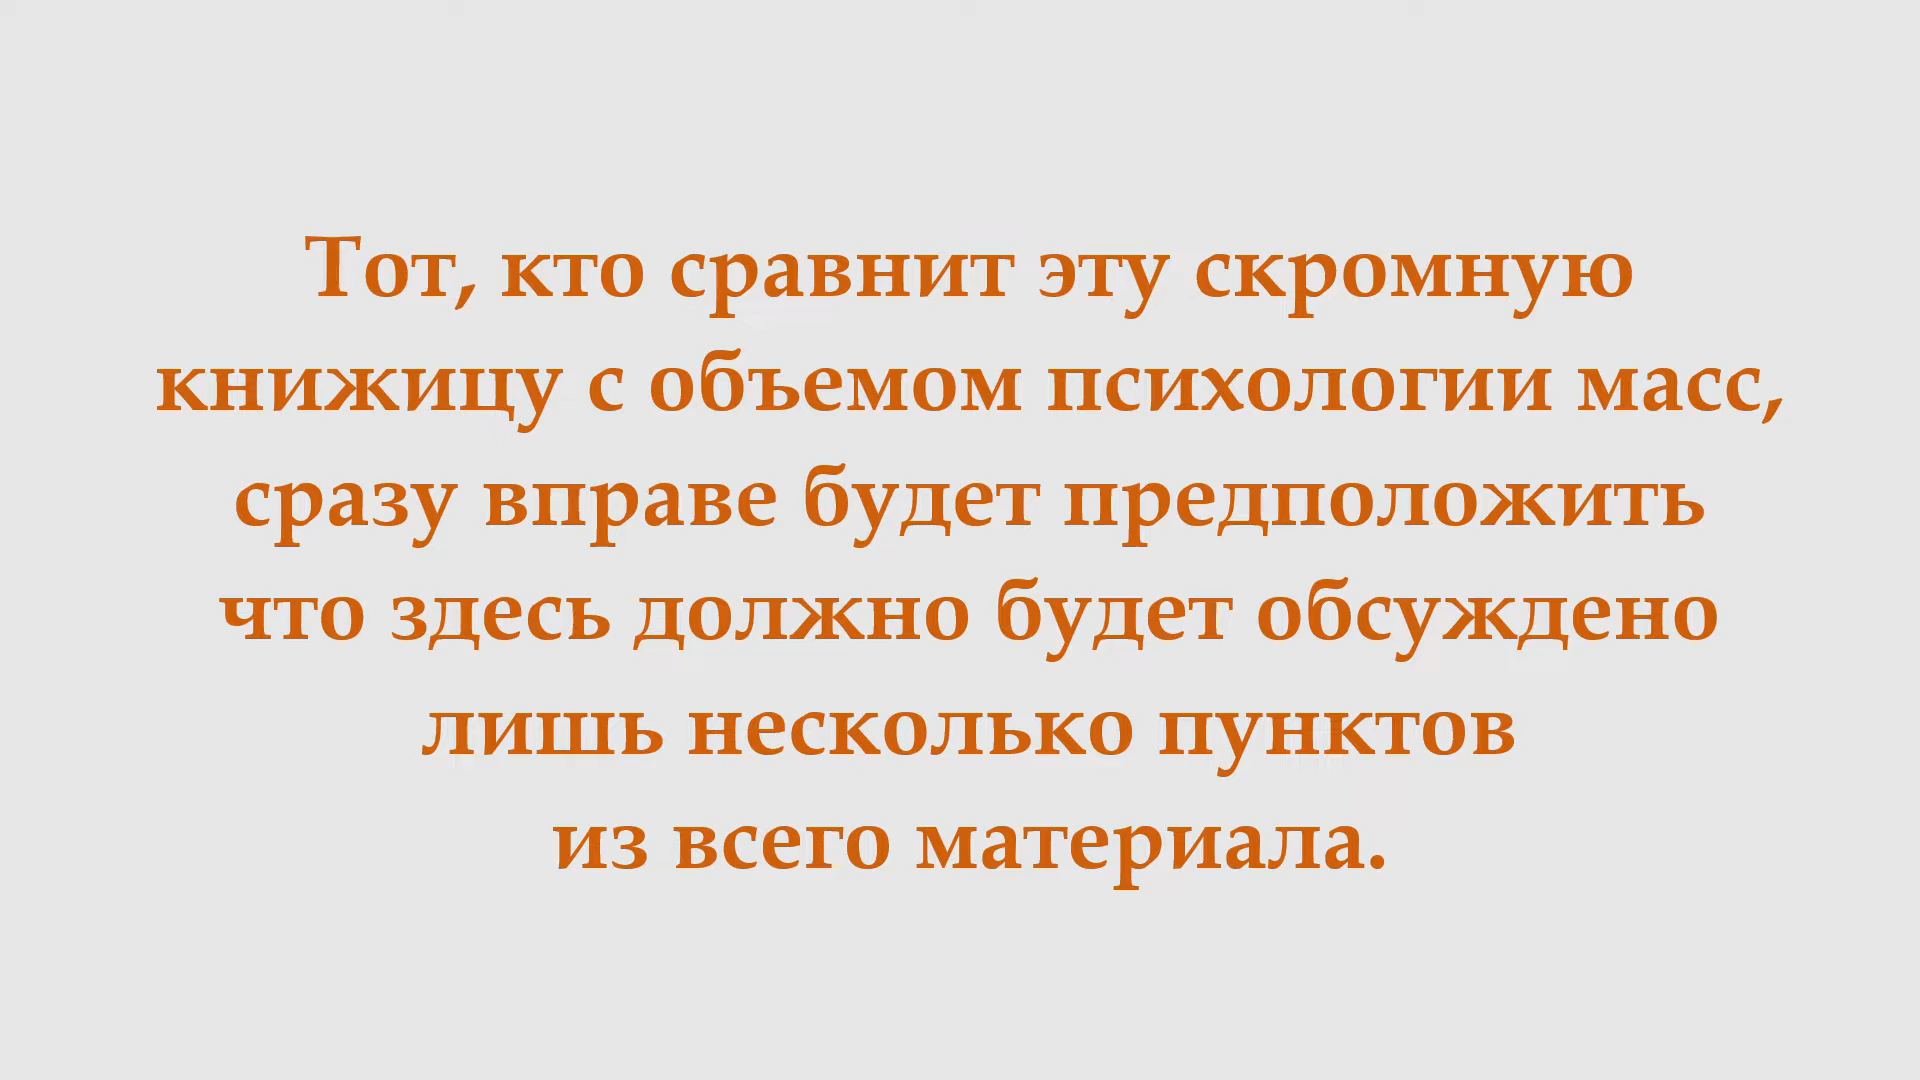 Тот, кто сравнит эту скромную
книжицу с объемом психологии масс,
сразу вправе будет предположить
что здесь должно будет обсуждено
лишь несколько пунктов
из всего материала.